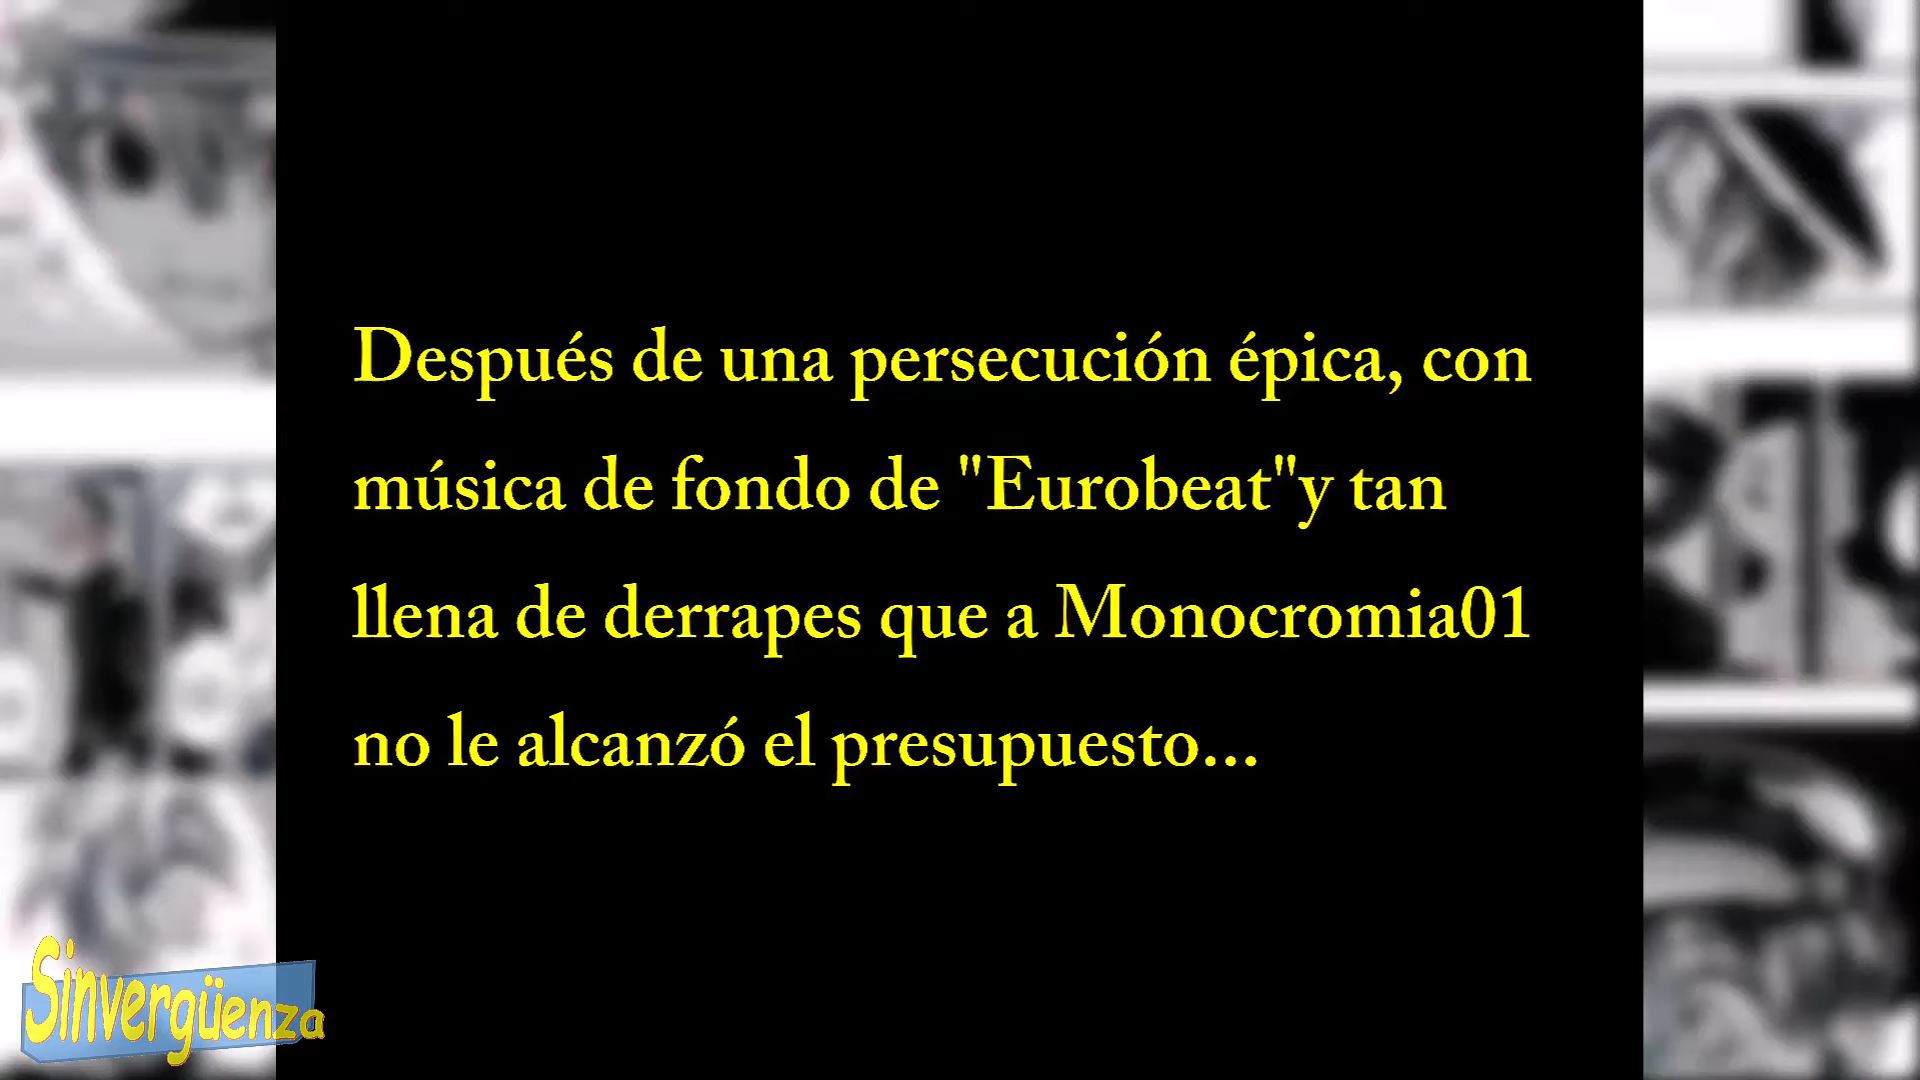 Después de una persecución épica, con
música de fondo de "Eurobeat"y tan
llena de derrapes que a Monocromia01
no le alcanzó el presupuesto...
Sinvergüenza